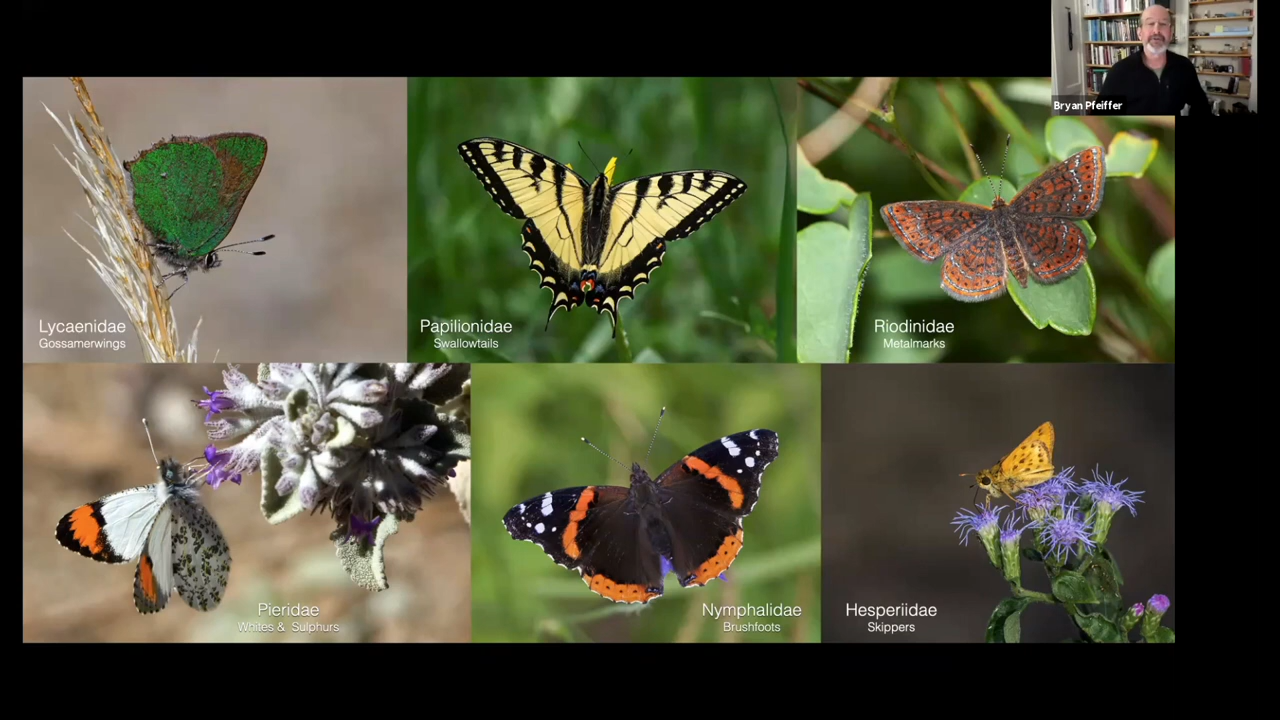 Bryan Pfeiffer
Lycaenidae
Gossamerwings
Papilionidae
Swallowtails
Riodinidae
Metalmarks
Pieridae
Whites & Sulphurs
Nymphalidae
Brushfoots
Hesperiidae
Skippers